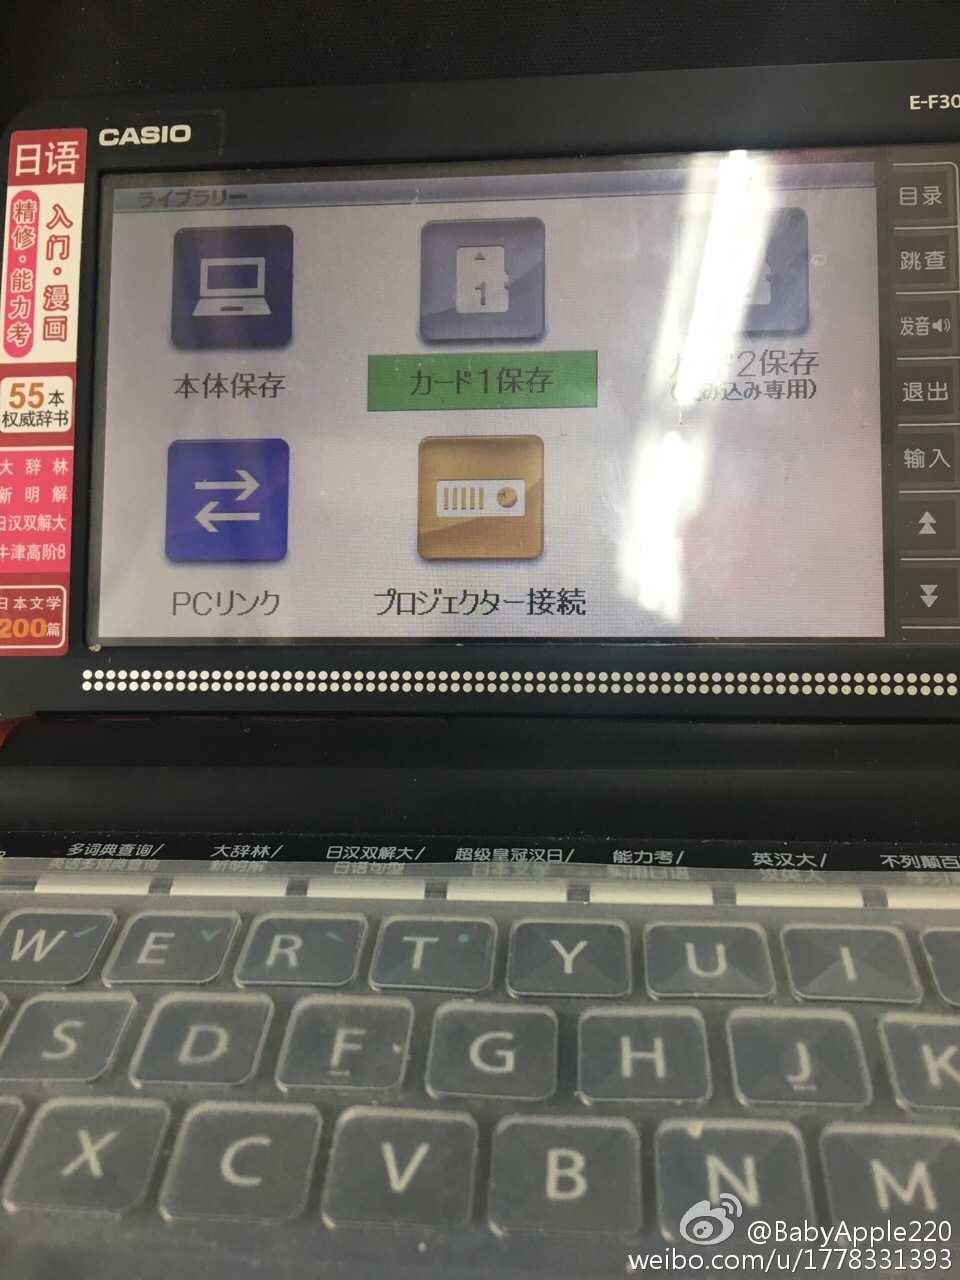 CASIO
E-F30
日语
入门·漫画
精修·能力考
55本
权威辞书
大辞林
新明解
日汉双解大
牛津高阶8
日本文学
200篇
ライブラリー
本体保存
1
カード1保存
2保存
み込み専用)
PCリンク
プロジェクター接続
目录
跳查
发音
退出
输入
多词典查询/
大辞林/
新明解
日汉双解大/
日语句型
超级皇冠汉日/
日本文学
能力考/
实用日语
英汉大/
汉英大
不列颠百
W E R T Y U I
S D F G H J K
X C V B N M
@BabyApple220
weibo.com/u/1778331393